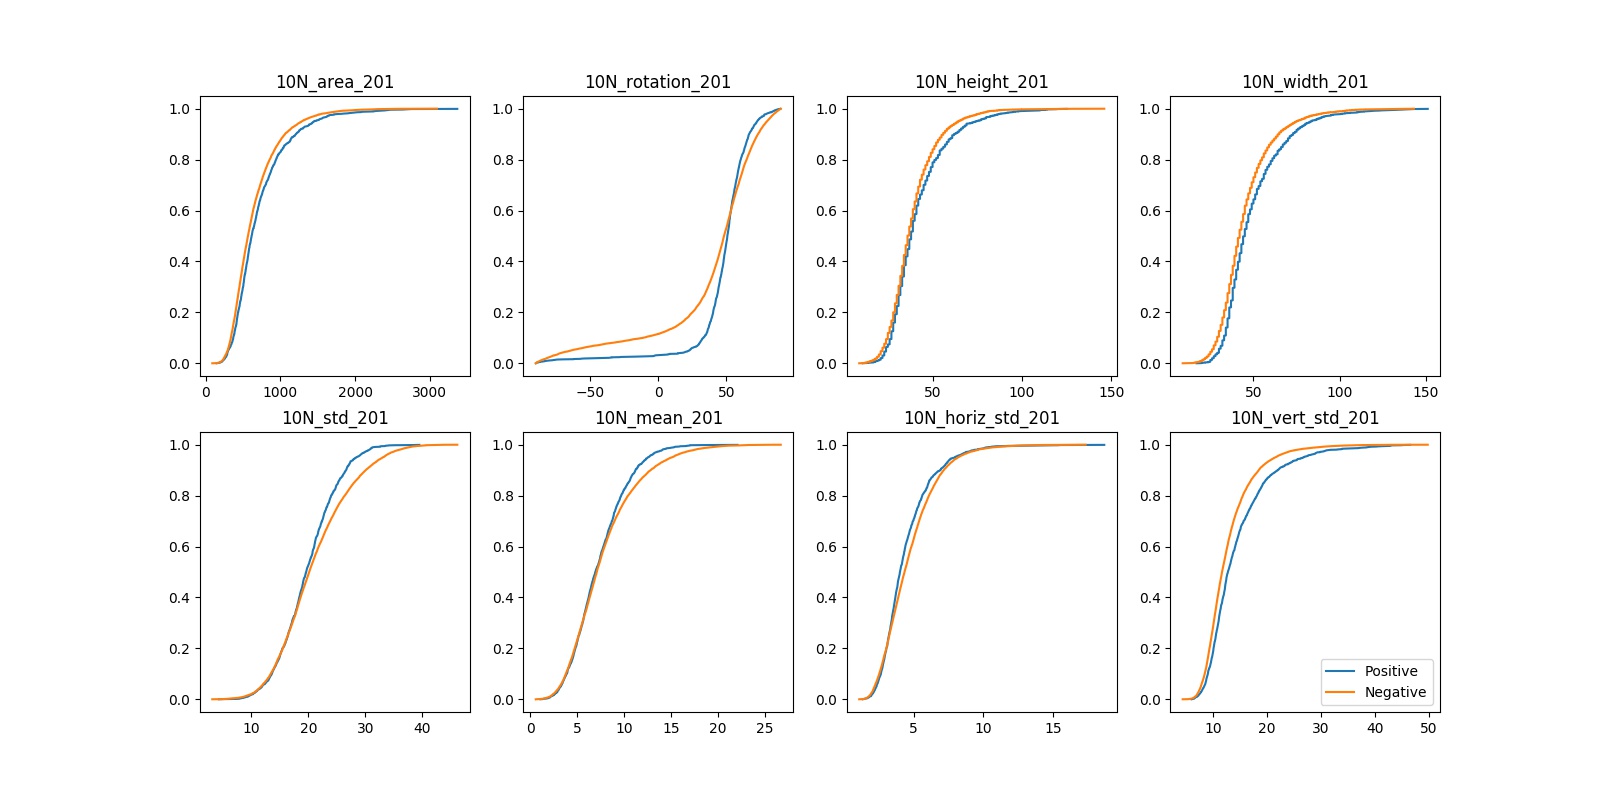 10N_area_201
10N_rotation_201
10N_height_201
10N_width_201
1.0
0.8
0.6
0.4
0.2
0.0
0 1000 2000 3000
1.0
0.8
0.6
0.4
0.2
0.0
−50 0 50
1.0
0.8
0.6
0.4
0.2
0.0
50 100 150
1.0
0.8
0.6
0.4
0.2
0.0
50 100 150
10N_std_201
10N_mean_201
10N_horiz_std_201
10N_vert_std_201
1.0
0.8
0.6
0.4
0.2
0.0
10 20 30 40
1.0
0.8
0.6
0.4
0.2
0.0
0 5 10 15 20 25
1.0
0.8
0.6
0.4
0.2
0.0
5 10 15
1.0
0.8
0.6
0.4
0.2
0.0
10 20 30 40 50
Positive
Negative